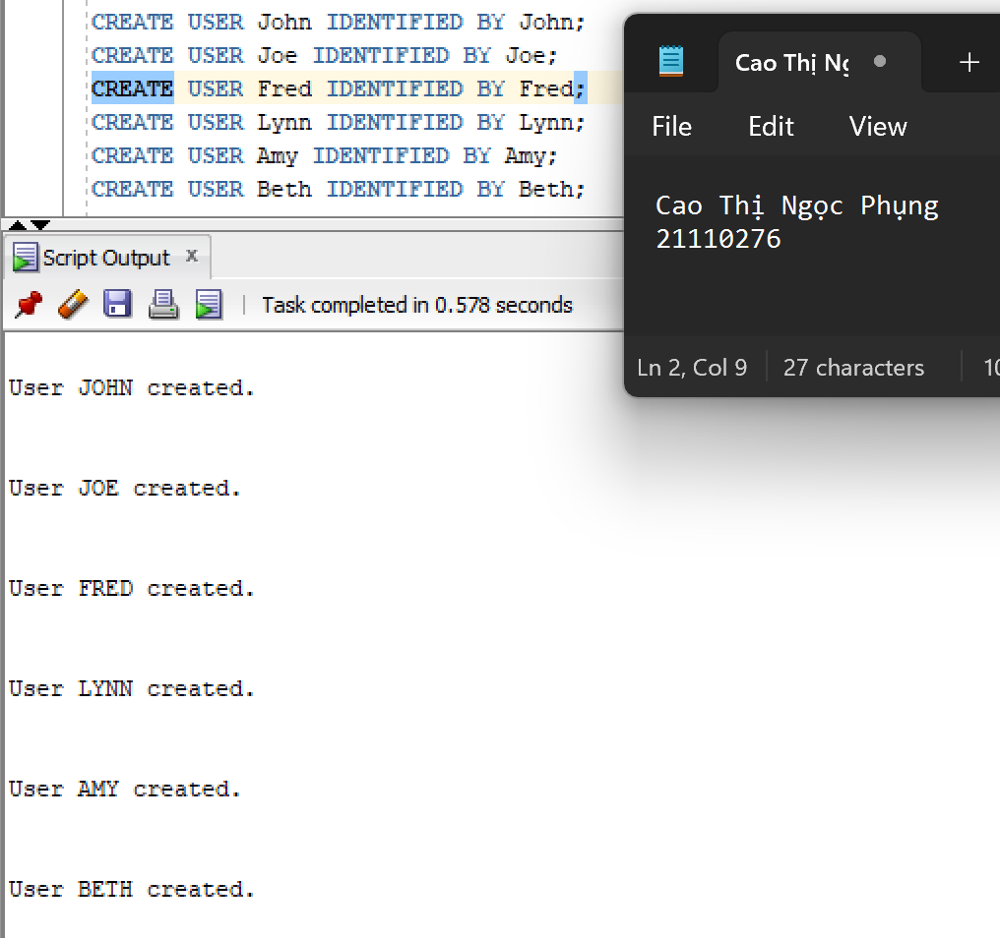 CREATE USER John IDENTIFIED BY John;
CREATE USER Joe IDENTIFIED BY Joe;
CREATE USER Fred IDENTIFIED BY Fred;
CREATE USER Lynn IDENTIFIED BY Lynn;
CREATE USER Amy IDENTIFIED BY Amy;
CREATE USER Beth IDENTIFIED BY Beth;
Script Output x
Task completed in 0.578 seconds
User JOHN created.
User JOE created.
User FRED created.
User LYNN created.
User AMY created.
User BETH created.
Cao Thị
File Edit View
Cao Thị Ngọc Phụng
21110276
Ln 2, Col 9 27 characters